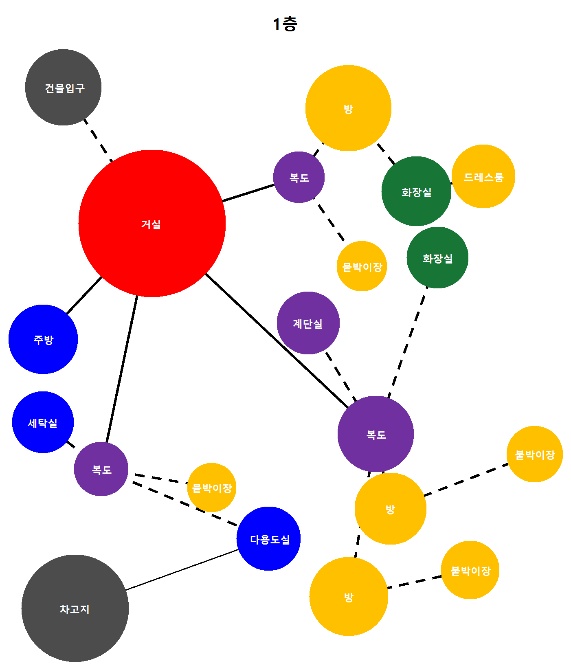 1층
건물입구
방
복도
화장실
드레스룸
거실
화장실
붙박이장
계단실
주방
세탁실
복도
복도
붙박이장
붙박이장
방
다용도실
붙박이장
방
차고지